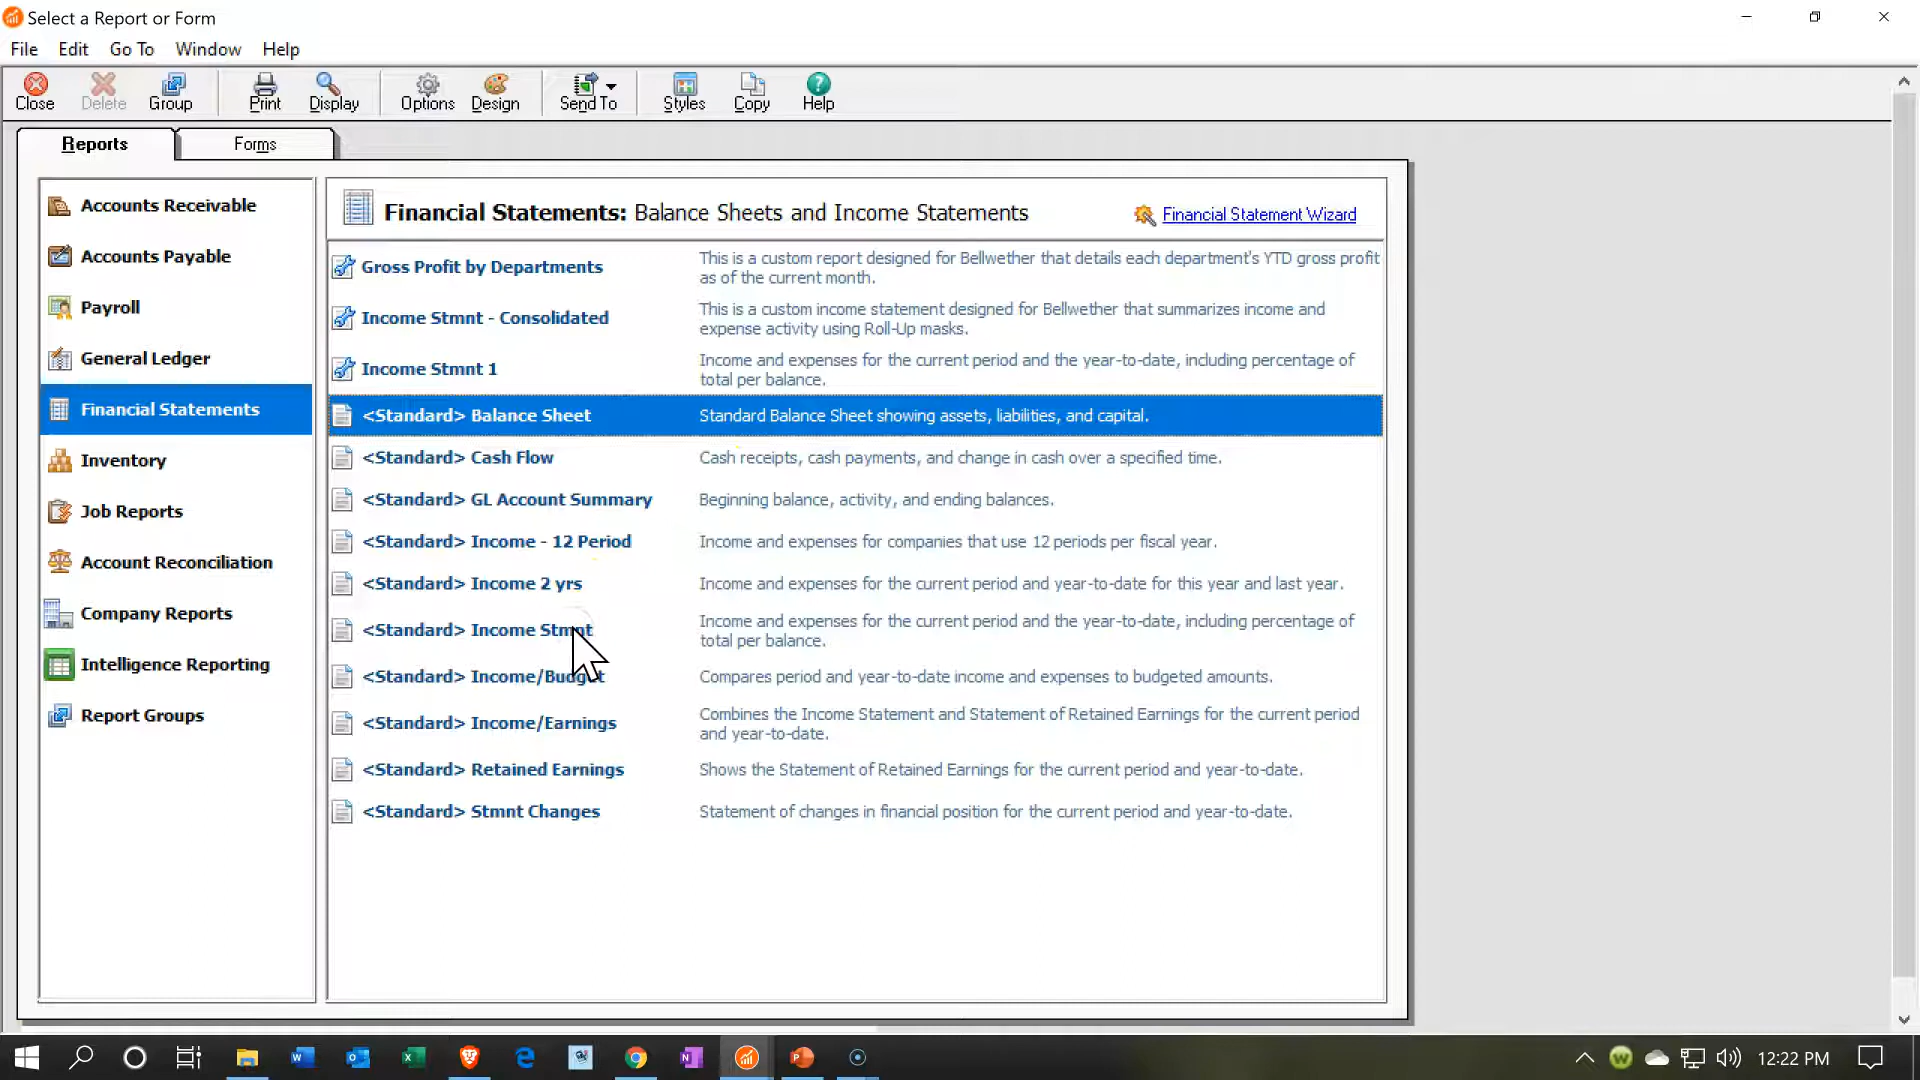 Select a Report or Form
File Edit Go To Window Help
Close Delete Group Print Display Options Design Send To Styles Copy Help
Reports Forms
Accounts Receivable
Accounts Payable
Payroll
General Ledger
Financial Statements
Inventory
Job Reports
Account Reconciliation
Company Reports
Intelligence Reporting
Report Groups
Financial Statements: Balance Sheets and Income Statements Financial Statement Wizard
Gross Profit by Departments
This is a custom report designed for Bellwether that details each department's YTD gross profit
as of the current month.
Income Stmnt - Consolidated
This is a custom income statement designed for Bellwether that summarizes income and
expense activity using Roll-Up masks.
Income Stmnt 1
Income and expenses for the current period and the year-to-date, including percentage of
total per balance.
<Standard> Balance Sheet Standard Balance Sheet showing assets, liabilities, and capital.
<Standard> Cash Flow Cash receipts, cash payments, and change in cash over a specified time.
<Standard> GL Account Summary Beginning balance, activity, and ending balances.
<Standard> Income - 12 Period Income and expenses for companies that use 12 periods per fiscal year.
<Standard> Income 2 yrs Income and expenses for the current period and year-to-date for this year and last year.
<Standard> Income Stmnt
Income and expenses for the current period and the year-to-date, including percentage of
total per balance.
<Standard> Income/Budget Compares period and year-to-date income and expenses to budgeted amounts.
<Standard> Income/Earnings
Combines the Income Statement and Statement of Retained Earnings for the current period
and year-to-date.
<Standard> Retained Earnings Shows the Statement of Retained Earnings for the current period and year-to-date.
<Standard> Stmnt Changes Statement of changes in financial position for the current period and year-to-date.
12:22 PM